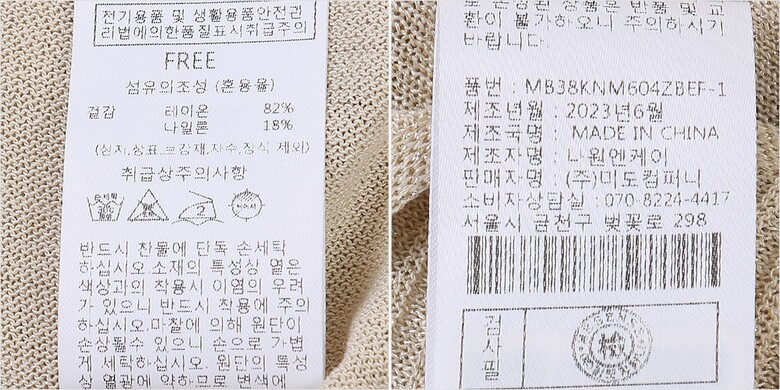 전기용품 및 생활용품안전관
리법에의한품질표시취급주의
FREE
섬유의조성 (혼용율)
겉감 레이온 82%
나일론 18%
(심지,상표,보강재,자수,장식 제외)
취급상주의사항
2
반드시 찬물에 단독 손세탁
하십시오.소재의 특성상 옅은
색상과의 착용시 이염의 우려
가 있으니 반드시 착용에 주의
하십시오.마찰에 의해 원단이
손상될수 있으니 손으로 가볍
게 세탁하십시오. 원단의 특성
상 열광에 약하므로 변색에
상품은 반품 및 교
환이 불가하오니 주의하시기
바랍니다.
품번 : MB38KNM604ZBEF-1
제조년월 : 2023년6월
제조국명 : MADE IN CHINA
제조자명 : 나원엔케이
판매자명 : (주)미도컴퍼니
소비자상담실 : 070-8224-4417
서울시 금천구 벚꽃로 298
검사필